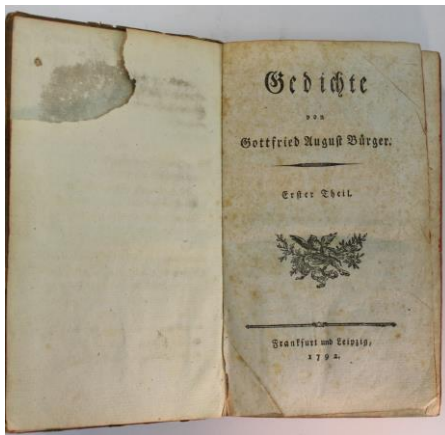 Gedichte
von
Gottfried August Bürger.
Erster Theil.
Frankfurt und Leipzig,
1792.